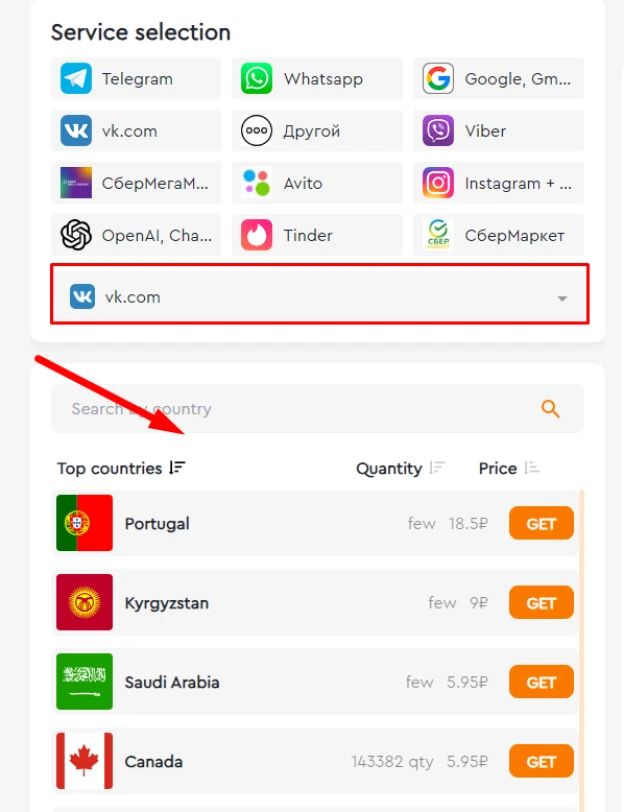 Service selection
Telegram
Whatsapp
Google, Gm...
vk.com
Другой
Viber
СберМегаМ...
Avito
Instagram + ...
OpenAI, Cha...
Tinder
СБЕР
СберМаркет
vk.com
Search by country
Top countries
Quantity
Price
Portugal
few
18.5₽
GET
Kyrgyzstan
few
9₽
GET
Saudi Arabia
few
5.95₽
GET
Canada
143382 qty
5.95₽
GET